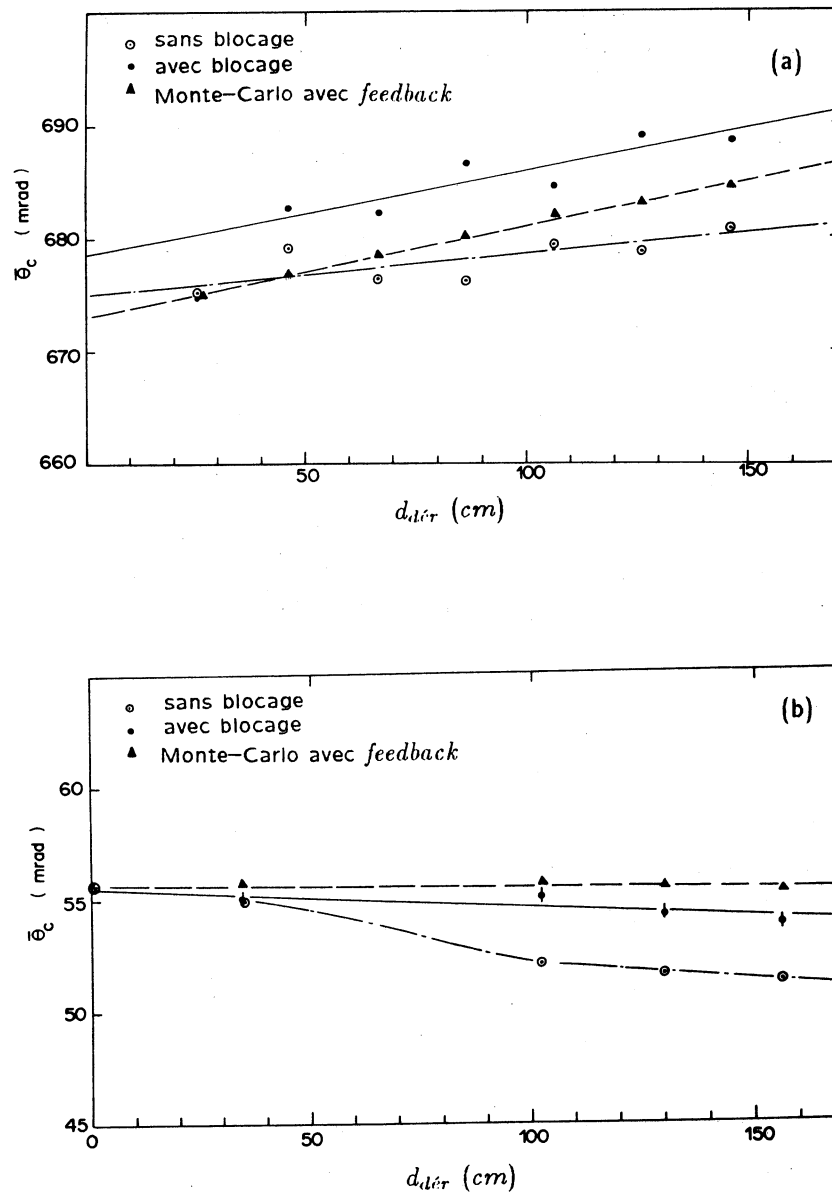 sans blocage
avec blocage
Monte-Carlo avec feedback
(a)
690
680
670
660
θ̄c (mrad)
50
100
150
d_dér (cm)
sans blocage
avec blocage
Monte-Carlo avec feedback
(b)
60
55
50
45
θ̄c (mrad)
0
50
100
150
d_dér (cm)